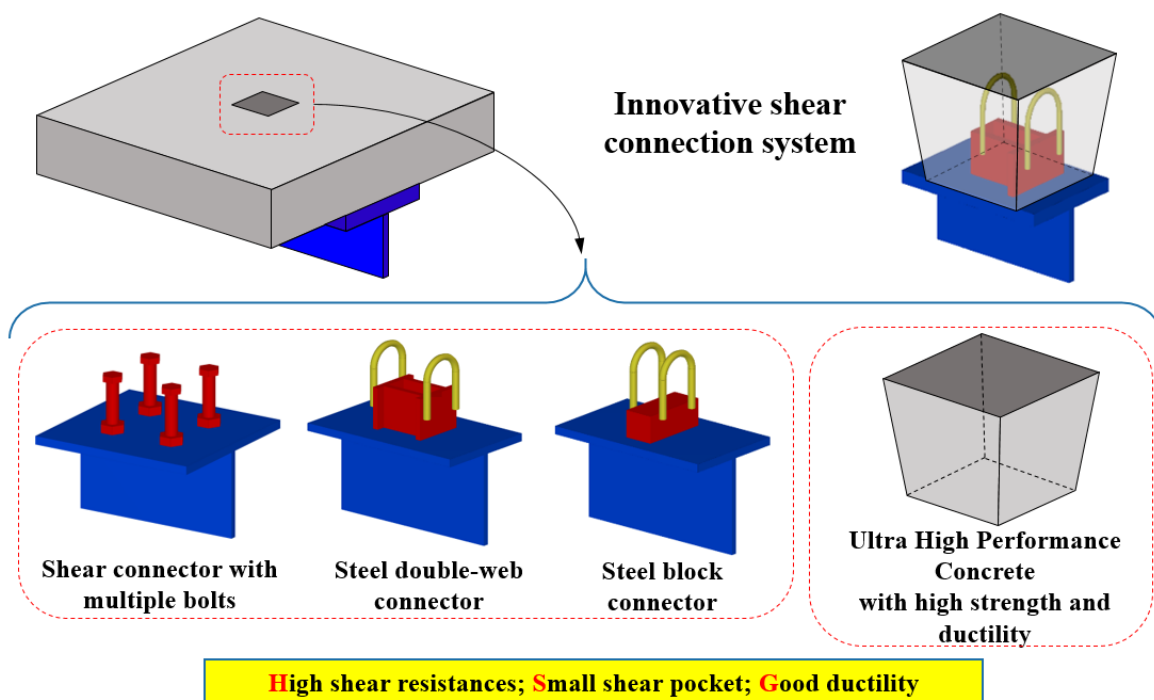 Innovative shear
connection system
Shear connector with
multiple bolts
Steel double-web
connector
Steel block
connector
Ultra High Performance
Concrete
with high strength and
ductility
High shear resistances; Small shear pocket; Good ductility